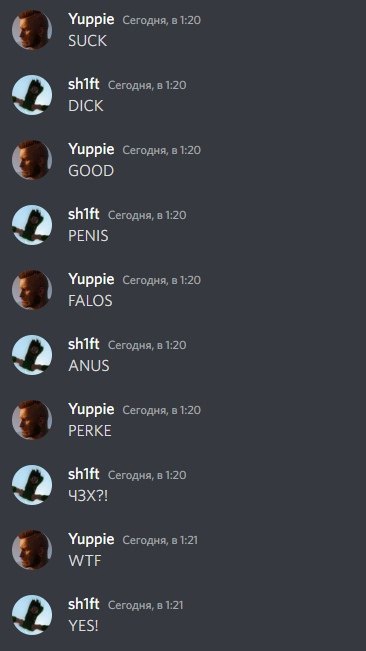 Yuppie Сегодня, в 1:20
SUCK
sh1ft Сегодня, в 1:20
DICK
Yuppie Сегодня, в 1:20
GOOD
sh1ft Сегодня, в 1:20
PENIS
Yuppie Сегодня, в 1:20
FALOS
sh1ft Сегодня, в 1:20
ANUS
Yuppie Сегодня, в 1:20
PERKE
sh1ft Сегодня, в 1:20
ЧЗХ?!
Yuppie Сегодня, в 1:21
WTF
sh1ft Сегодня, в 1:21
YES!